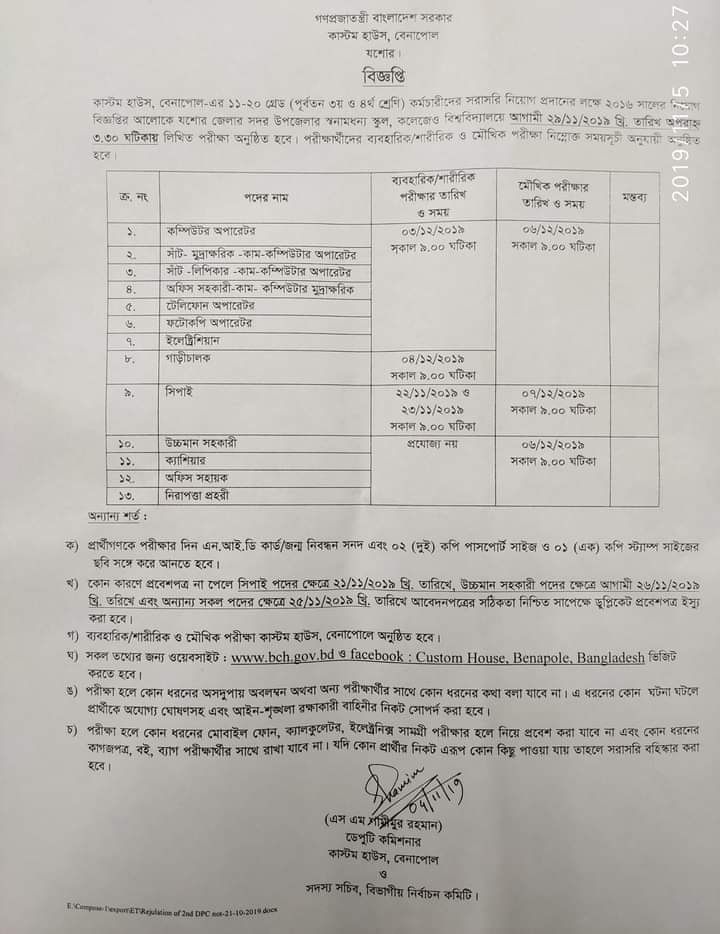 গণপ্রজাতন্ত্রী বাংলাদেশ সরকার
কাস্টম হাউস, বেনাপোল
যশোর।
বিজ্ঞপ্তি
2019 11 5 10:27
কাস্টম হাউস, বেনাপোল-এর ১১-২০ গ্রেড (পূর্বতন ৩য় ও ৪র্থ শ্রেণি) কর্মচারীদের সরাসরি নিয়োগ প্রদানের লক্ষে ২০১৬ সালের নিয়োগ
বিজ্ঞপ্তির আলোকে যশোর জেলার সদর উপজেলার স্বনামধন্য স্কুল, কলেজেও বিশ্ববিদ্যালয়ে আগামী ২৯/১১/২০১৯ খ্রি. তারিখ অপরাহ্ন
৩.৩০ ঘটিকায় লিখিত পরীক্ষা অনুষ্ঠিত হবে। পরীক্ষার্থীদের ব্যবহারিক/শারীরিক ও মৌখিক পরীক্ষা নিম্নোক্ত সময়সূচী অনুযায়ী অনুষ্ঠিত
হবে।
ক্র. নং পদের নাম ব্যবহারিক/শারীরিক পরীক্ষার তারিখ ও সময় মৌখিক পরীক্ষার তারিখ ও সময় মন্তব্য
১. কম্পিউটর অপারেটর ০৩/১২/২০১৯ সকাল ৯.০০ ঘটিকা ০৬/১২/২০১৯ সকাল ৯.০০ ঘটিকা
২. সাঁট- মুদ্রাক্ষরিক -কাম-কম্পিউটার অপারেটর
৩. সাঁট -লিপিকার -কাম-কম্পিউটার অপারেটর
৪. অফিস সহকারী-কাম- কম্পিউটার মুদ্রাক্ষরিক
৫. টেলিফোন অপারেটর
৬. ফটোকপি অপারেটর
৭. ইলেট্রিশিয়ান
৮. গাড়ীচালক ০৪/১২/২০১৯ সকাল ৯.০০ ঘটিকা
৯. সিপাই ২২/১১/২০১৯ ও ২৩/১১/২০১৯ সকাল ৯.০০ ঘটিকা ০৭/১২/২০১৯ সকাল ৯.০০ ঘটিকা
১০. উচ্চমান সহকারী প্রযোজ্য নয় ০৬/১২/২০১৯ সকাল ৯.০০ ঘটিকা
১১. ক্যাশিয়ার
১২. অফিস সহায়ক
১৩. নিরাপত্তা প্রহরী
অন্যান্য শর্ত :
ক) প্রার্থীগণকে পরীক্ষার দিন এন.আই.ডি কার্ড/জন্ম নিবন্ধন সনদ এবং ০২ (দুই) কপি পাসপোর্ট সাইজ ও ০১ (এক) কপি স্ট্যাম্প সাইজের
ছবি সঙ্গে করে আনতে হবে।
খ) কোন কারণে প্রবেশপত্র না পেলে সিপাই পদের ক্ষেত্রে ২১/১১/২০১৯ খ্রি. তারিখে, উচ্চমান সহকারী পদের ক্ষেত্রে আগামী ২৬/১১/২০১৯
খ্রি. তরিখে এবং অন্যান্য সকল পদের ক্ষেত্রে ২৫/১১/২০১৯ খ্রি. তারিখে আবেদনপত্রের সঠিকতা নিশ্চিত সাপেক্ষে ডুপ্লিকেট প্রবেশপত্র ইস্যু
করা হবে।
গ) ব্যবহারিক/শারীরিক ও মৌখিক পরীক্ষা কাস্টম হাউস, বেনাপোলে অনুষ্ঠিত হবে।
ঘ) সকল তথ্যের জন্য ওয়েবসাইট : www.bch.gov.bd ও facebook : Custom House, Benapole, Bangladesh ভিজিট
করতে হবে।
ঙ) পরীক্ষা হলে কোন ধরনের অসদুপায় অবলম্বন অথবা অন্য পরীক্ষার্থীর সাথে কোন ধরনের কথা বলা যাবে না। এ ধরনের কোন ঘটনা ঘটলে
প্রার্থীকে অযোগ্য ঘোষণসহ এবং আইন-শৃঙ্খলা রক্ষাকারী বাহিনীর নিকট সোপর্দ করা হবে।
চ) পরীক্ষা হলে কোন ধরনের মোবাইল ফোন, ক্যালকুলেটর, ইলেট্রনিক্স সামগ্রী পরীক্ষার হলে নিয়ে প্রবেশ করা যাবে না এবং কোন ধরনের
কাগজপত্র, বই, ব্যাগ পরীক্ষার্থীর সাথে রাখা যাবে না। যদি কোন প্রার্থীর নিকট এরূপ কোন কিছু পাওয়া যায় তাহলে সরাসরি বহিস্কার করা
হবে।
Shamim
04/11/19
(এস এম শামীমুর রহমান)
ডেপুটি কমিশনার
কাস্টম হাউস, বেনাপোল
ও
সদস্য সচিব, বিভাগীয় নির্বাচন কমিটি।
E:\Compose-1\export\ET\Rejulation of 2nd DPC not-21-10-2019.docx